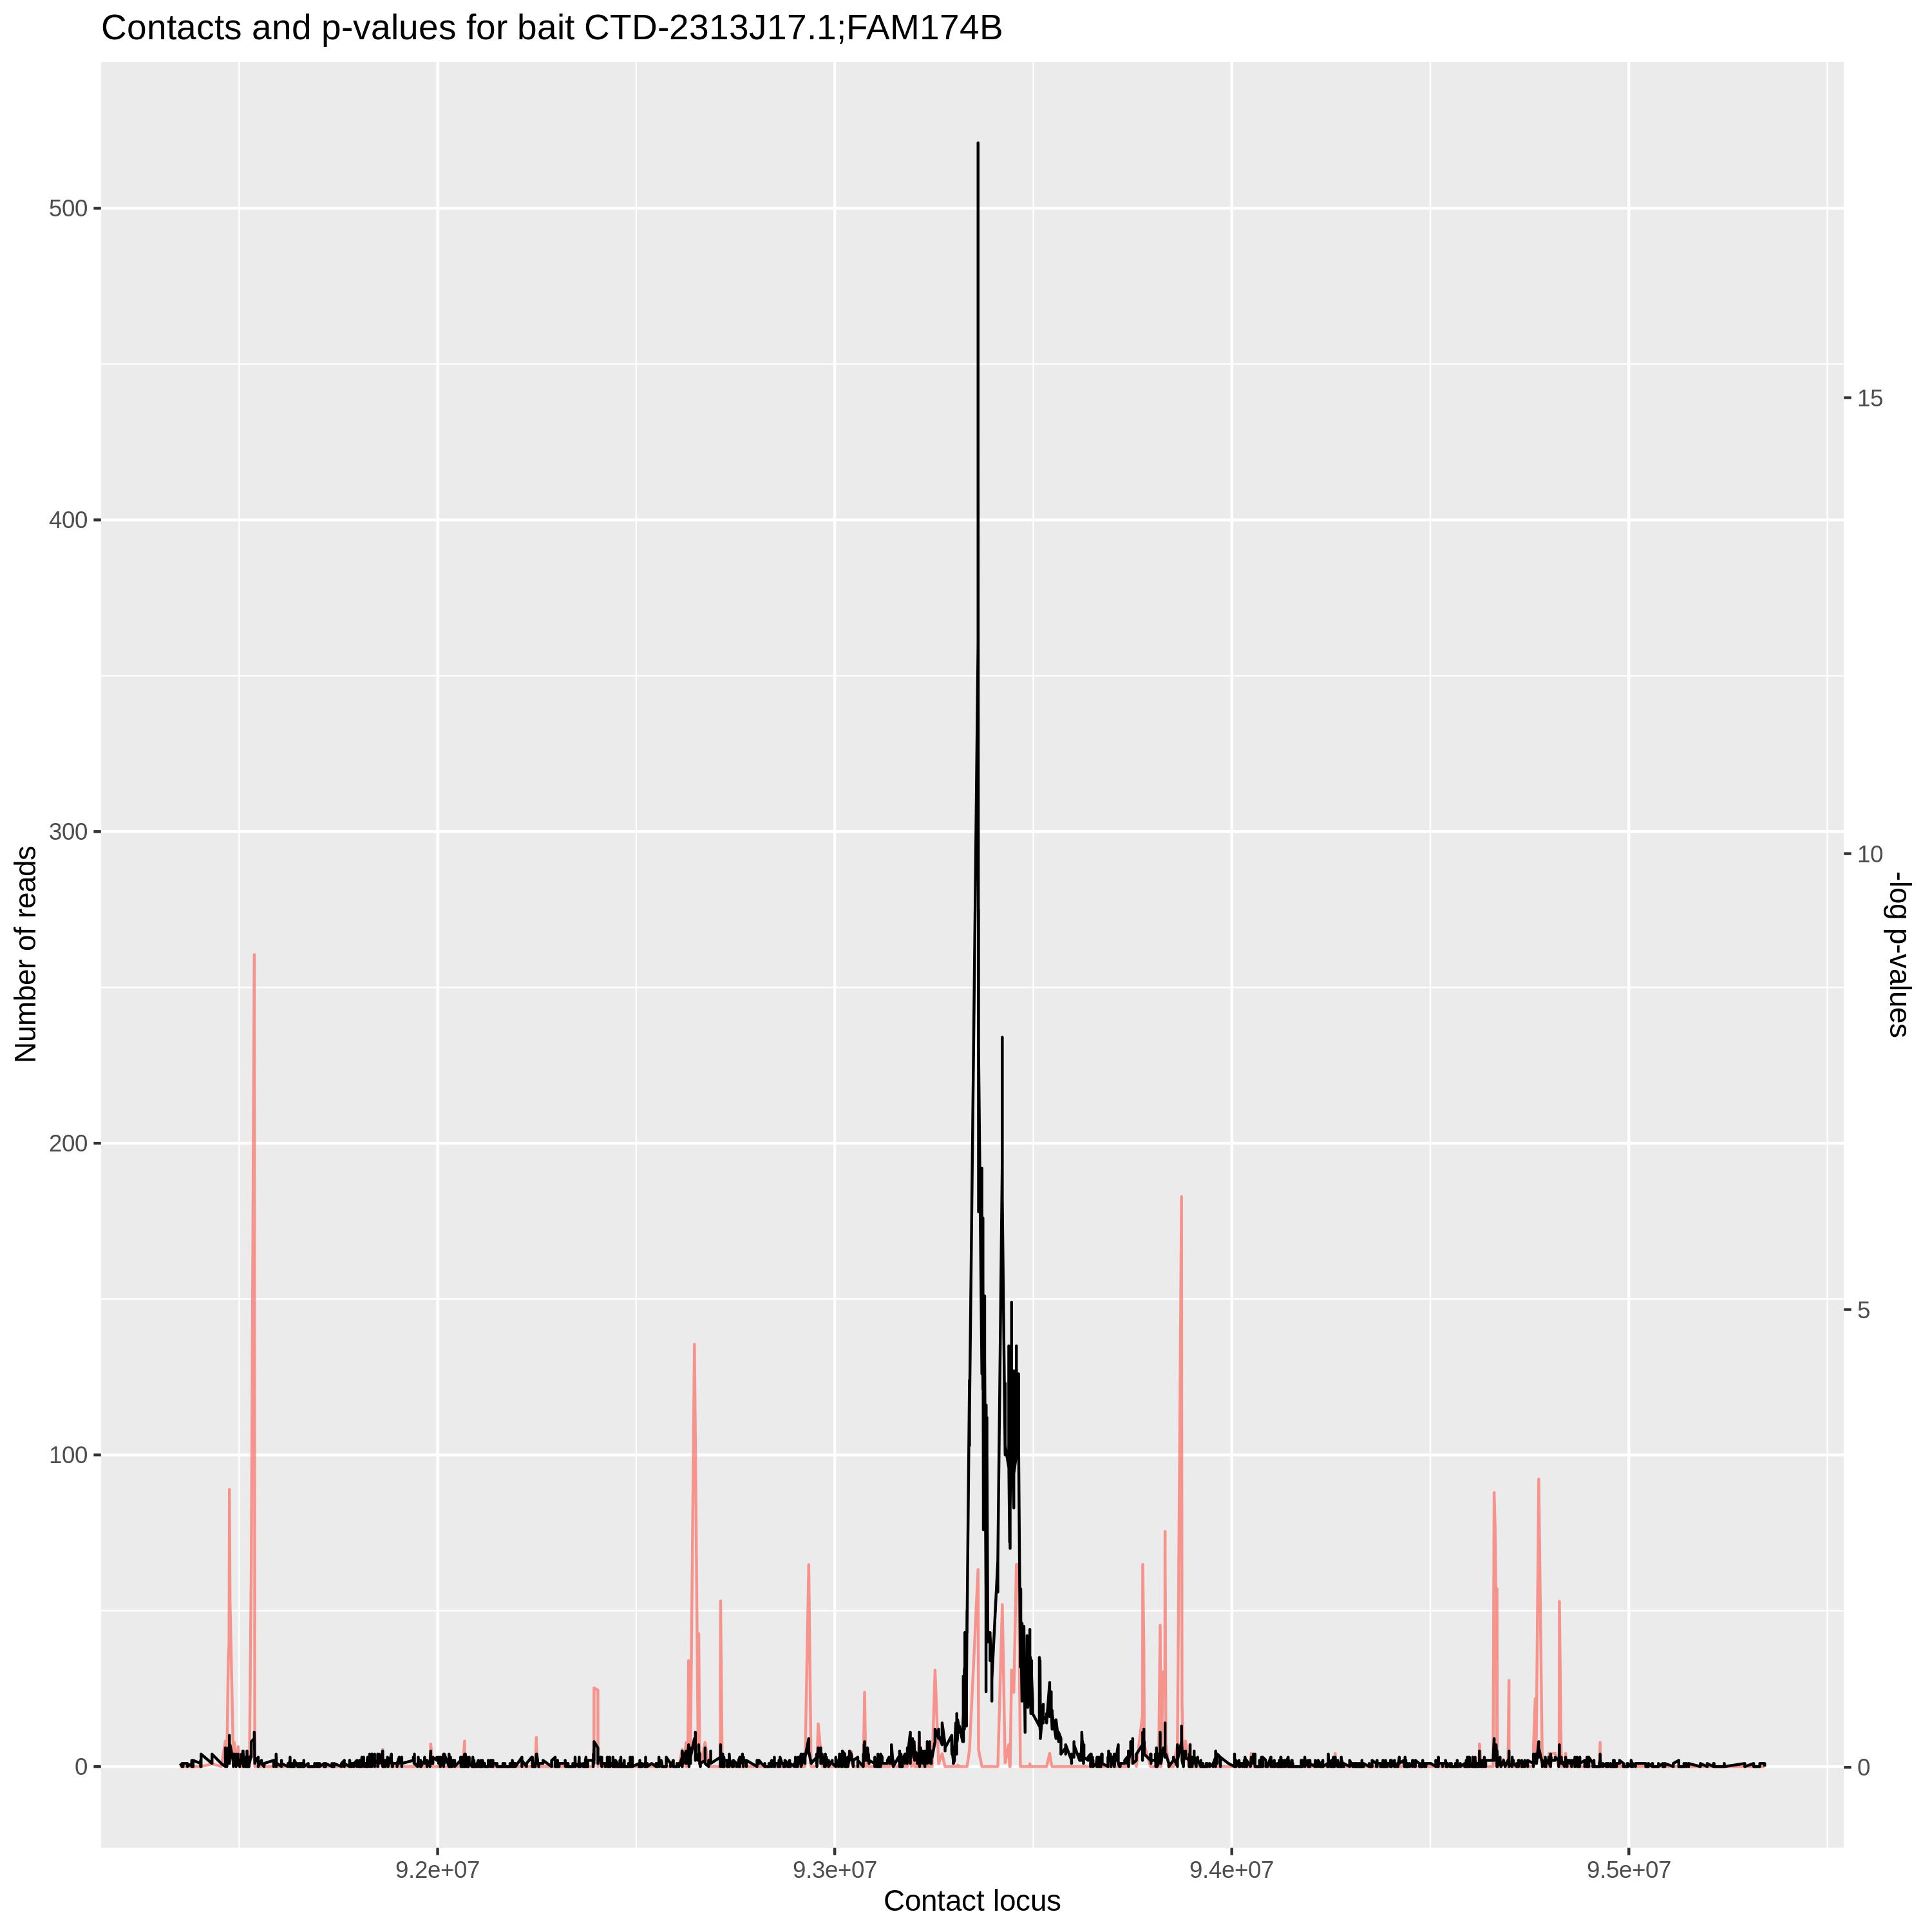 Contacts and p-values for bait CTD-2313J17.1;FAM174B
500
400
300
200
100
0
Number of reads
15
10
5
0
-log p-values
9.2e+07
9.3e+07
9.4e+07
9.5e+07
Contact locus